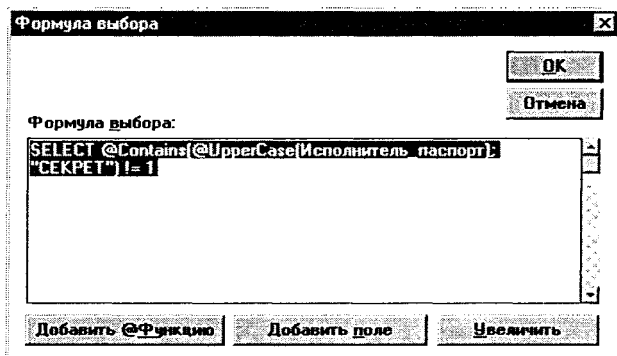 Формула выбора
OK
Отмена
Формула выбора:
SELECT @Contains(@UpperCase(Исполнитель_паспорт);
"СЕКРЕТ") != 1
Добавить @Функцию
Добавить поле
Увеличить